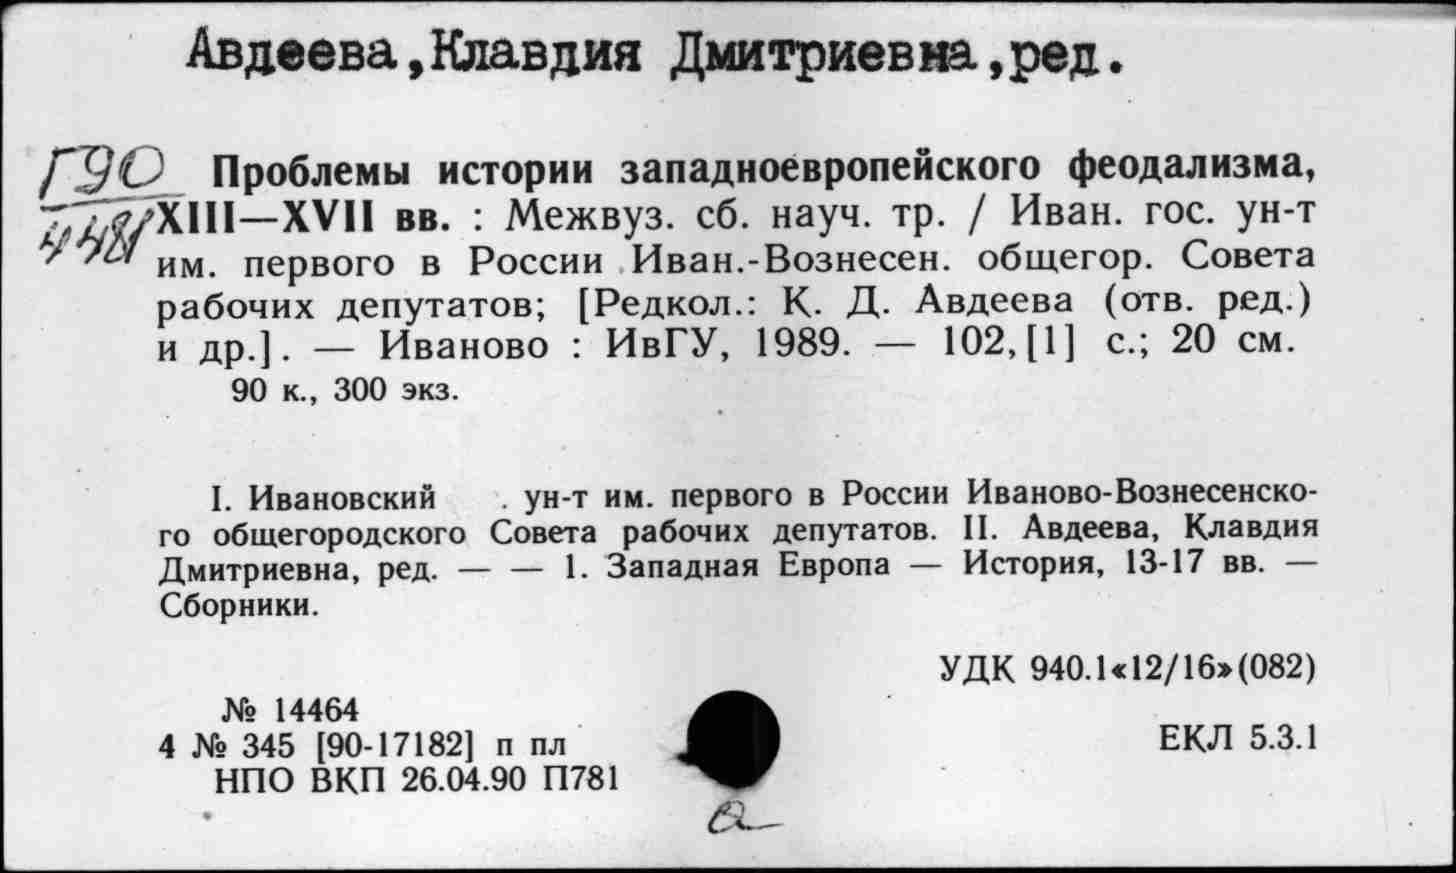 Авдеева,Клавдия Дмитриевна,ред.
Г90 Проблемы истории западноевропейского феодализма,
XIII—XVII вв. : Межвуз. сб. науч. тр. / Иван. гос. ун-т
им. первого в России Иван.-Вознесен. общегор. Совета
рабочих депутатов; [Редкол.: К. Д. Авдеева (отв. ред.)
и др.]. — Иваново : ИвГУ, 1989. — 102,[1] с.; 20 см.
90 к., 300 экз.
I. Ивановский . ун-т им. первого в России Иваново-Вознесенско-
го общегородского Совета рабочих депутатов. II. Авдеева, Клавдия
Дмитриевна, ред. — — 1. Западная Европа — История, 13-17 вв. —
Сборники.
УДК 940.1«12/16»(082)
№ 14464
4 № 345 [90-17182] п пл
ЕКЛ 5.3.1
НПО ВКП 26.04.90 П781